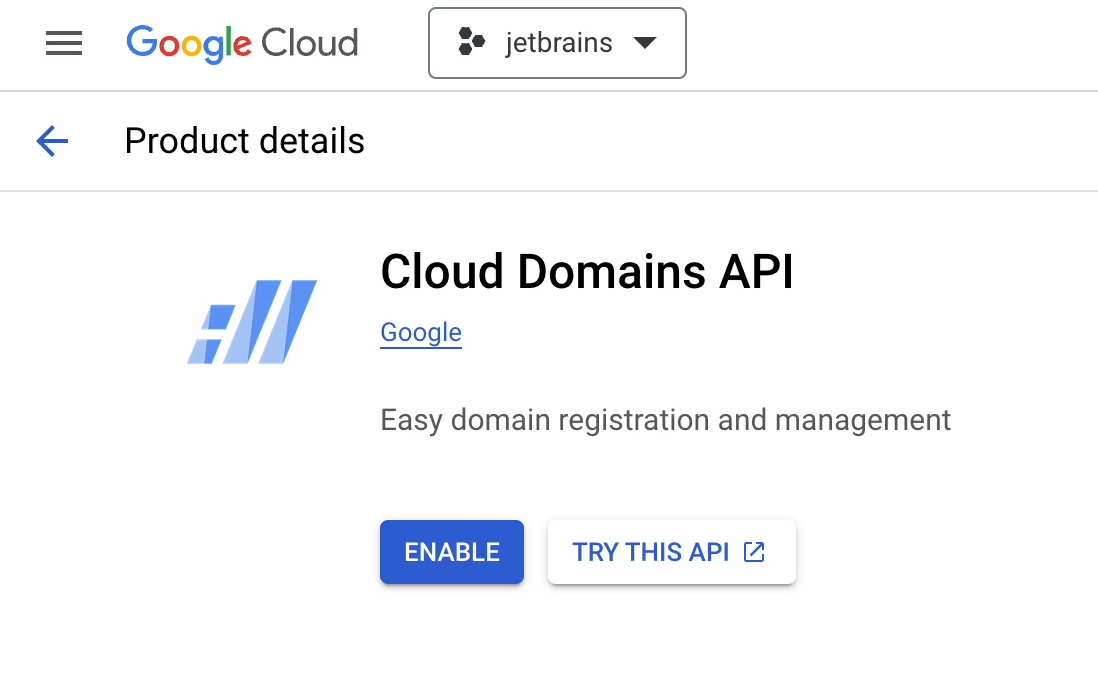 Google Cloud jetbrains
Product details
Cloud Domains API
Google
Easy domain registration and management
ENABLE TRY THIS API